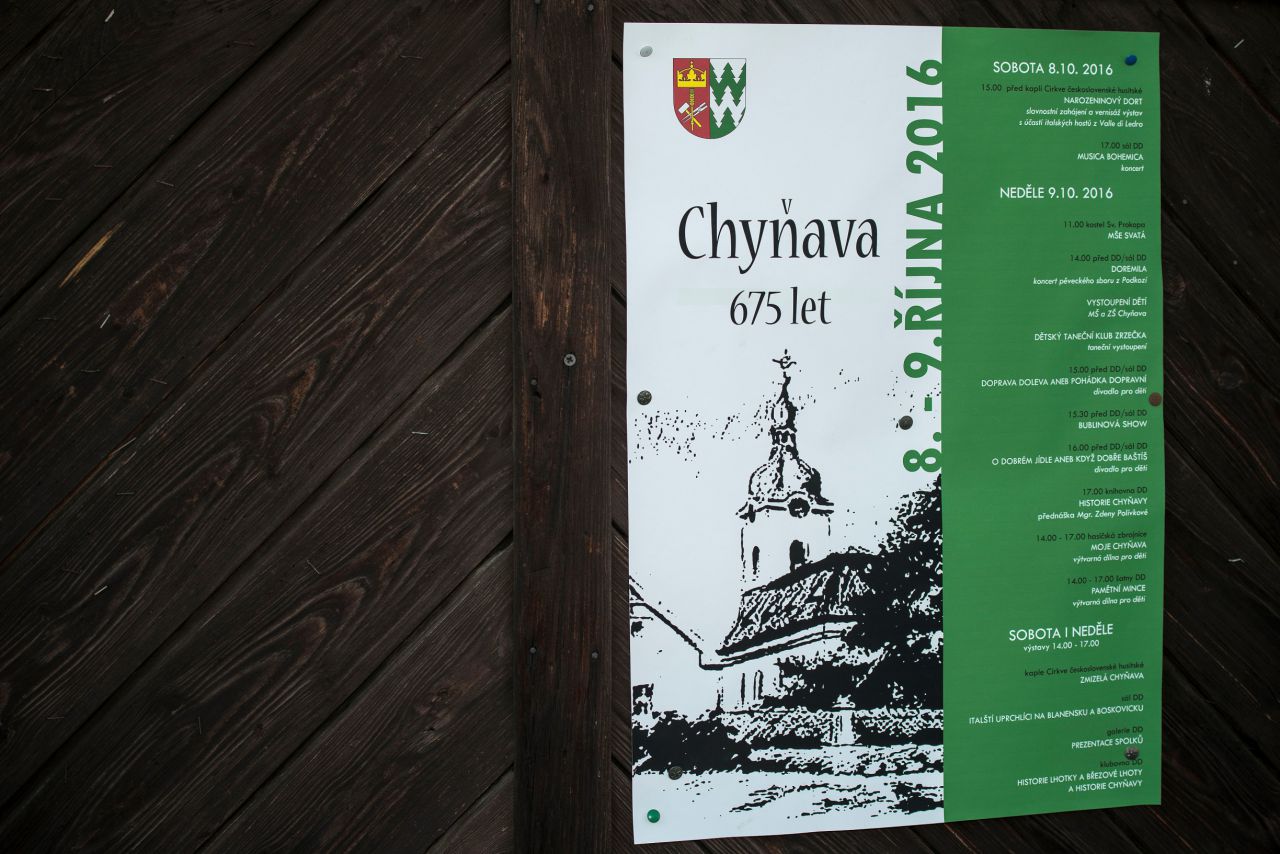 Chyňava
675 let
8. - 9.ŘÍJNA 2016
SOBOTA 8.10. 2016
15.00 před kaplí Církve československé husitské
NAROZENINOVÝ DORT
slavnostní zahájení a vernisáž výstav
s účastí italských hostů z Valle di Ledro
17.00 sál DD
MUSICA BOHEMICA
koncert
NEDĚLE 9.10. 2016
11.00 kostel Sv. Prokopa
MŠE SVATÁ
14.00 před DD/sál DD
DOREMILA
koncert pěveckého sboru z Podkozí
VYSTOUPENÍ DĚTÍ
MŠ a ZŠ Chyňava
DĚTSKÝ TANEČNÍ KLUB ZRZEČKA
taneční vystoupení
15.00 před DD/sál DD
DOPRAVA DOLEVA ANEB POHÁDKA DOPRAVNÍ
divadlo pro děti
15.30 před DD/sál DD
BUBLINOVÁ SHOW
16.00 před DD/sál DD
O DOBRÉM JÍDLE ANEB KDYŽ DOBŘE BAŠTÍŠ
divadlo pro děti
17.00 knihovna DD
HISTORIE CHYŇAVY
přednáška Mgr. Zdeny Polívkové
14.00 - 17.00 hasičská zbrojnice
MOJE CHYŇAVA
výtvarná dílna pro děti
14.00 - 17.00 šatny DD
PAMĚTNÍ MINCE
výtvarná dílna pro děti
SOBOTA I NEDĚLE
výstavy 14.00 - 17.00
kaple Církve československé husitské
ZMIZELÁ CHYŇAVA
sál DD
ITALŠTÍ UPRCHLÍCI NA BLANENSKU A BOSKOVICKU
galerie DD
PREZENTACE SPOLKŮ
klubovna DD
HISTORIE LHOTKY A BŘEZOVÉ LHOTY
A HISTORIE CHYŇAVY